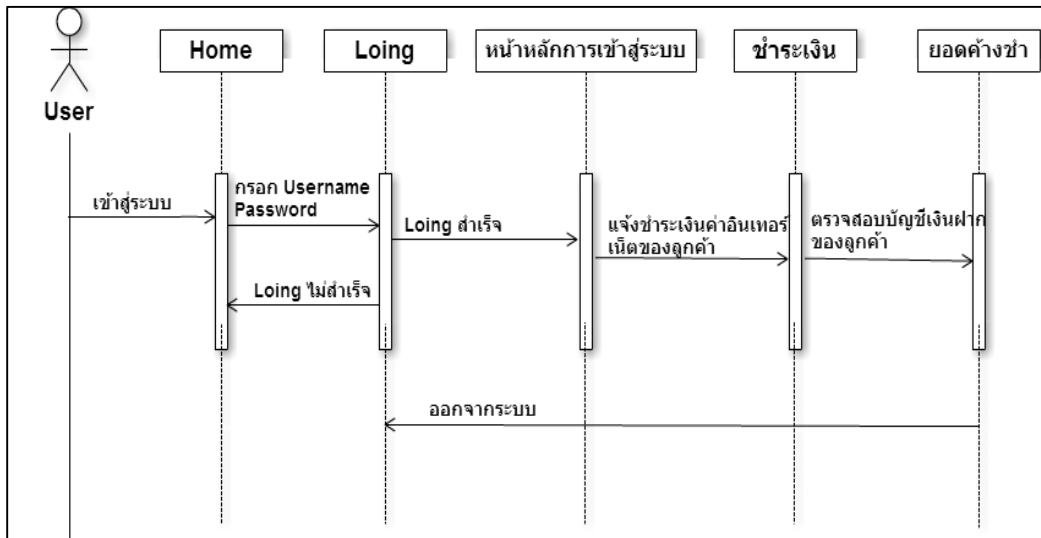 Home
Loing
หน้าหลักการเข้าสู่ระบบ
ชำระเงิน
ยอดค้างชำ
User
เข้าสู่ระบบ
กรอก Username
Password
Loing สำเร็จ
แจ้งชำระเงินค่าอินเทอร์
เน็ตของลูกค้า
ตรวจสอบบัญชีเงินฝาก
ของลูกค้า
Loing ไม่สำเร็จ
ออกจากระบบ